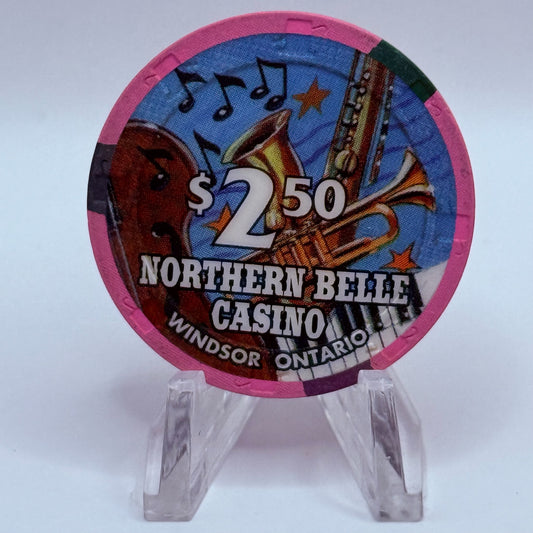 $2.50
NORTHERN BELLE
CASINO
WINDSOR ONTARIO